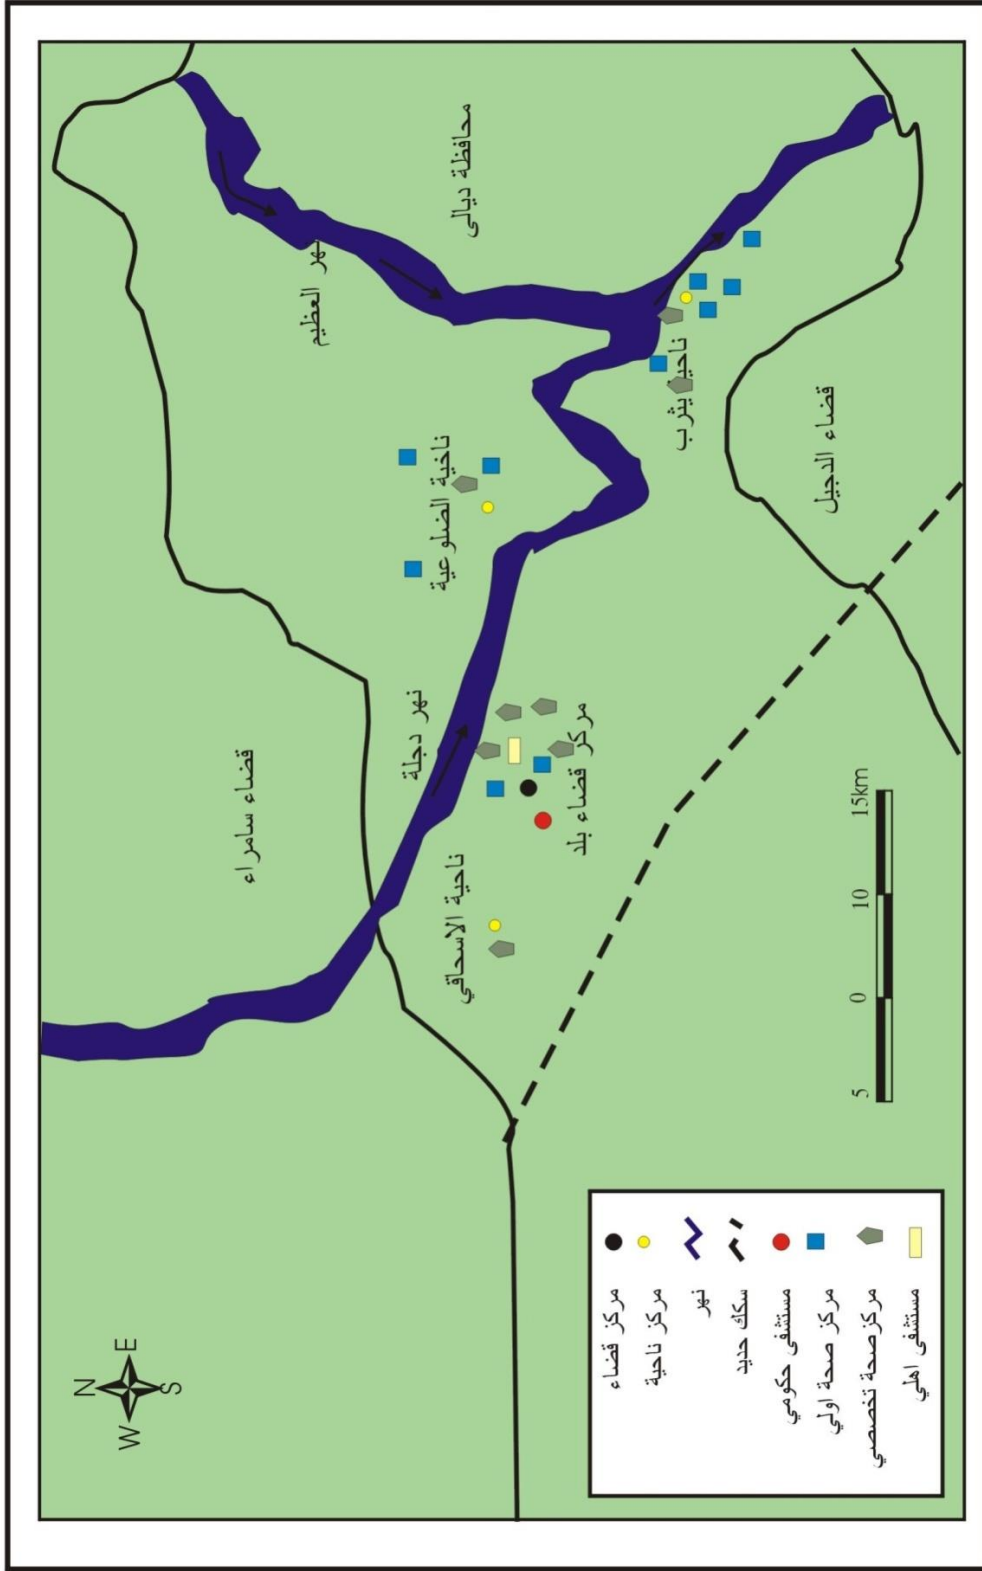 محافظة ديالى
نهر العظيم
قضاء سامراء
ناخية الضلوعية
نهر دجلة
ناحية يثرب
مركز قضاء بلد
ناحية الاسحاقي
قضاء الدجيل
N
W E
S
5 0 10 15km
مركز قضاء
مركز ناحية
نهر
سكك حديد
مستشفى حكومي
مركز صحة اولي
مركز صحة تخصصي
مستشفى اهلي